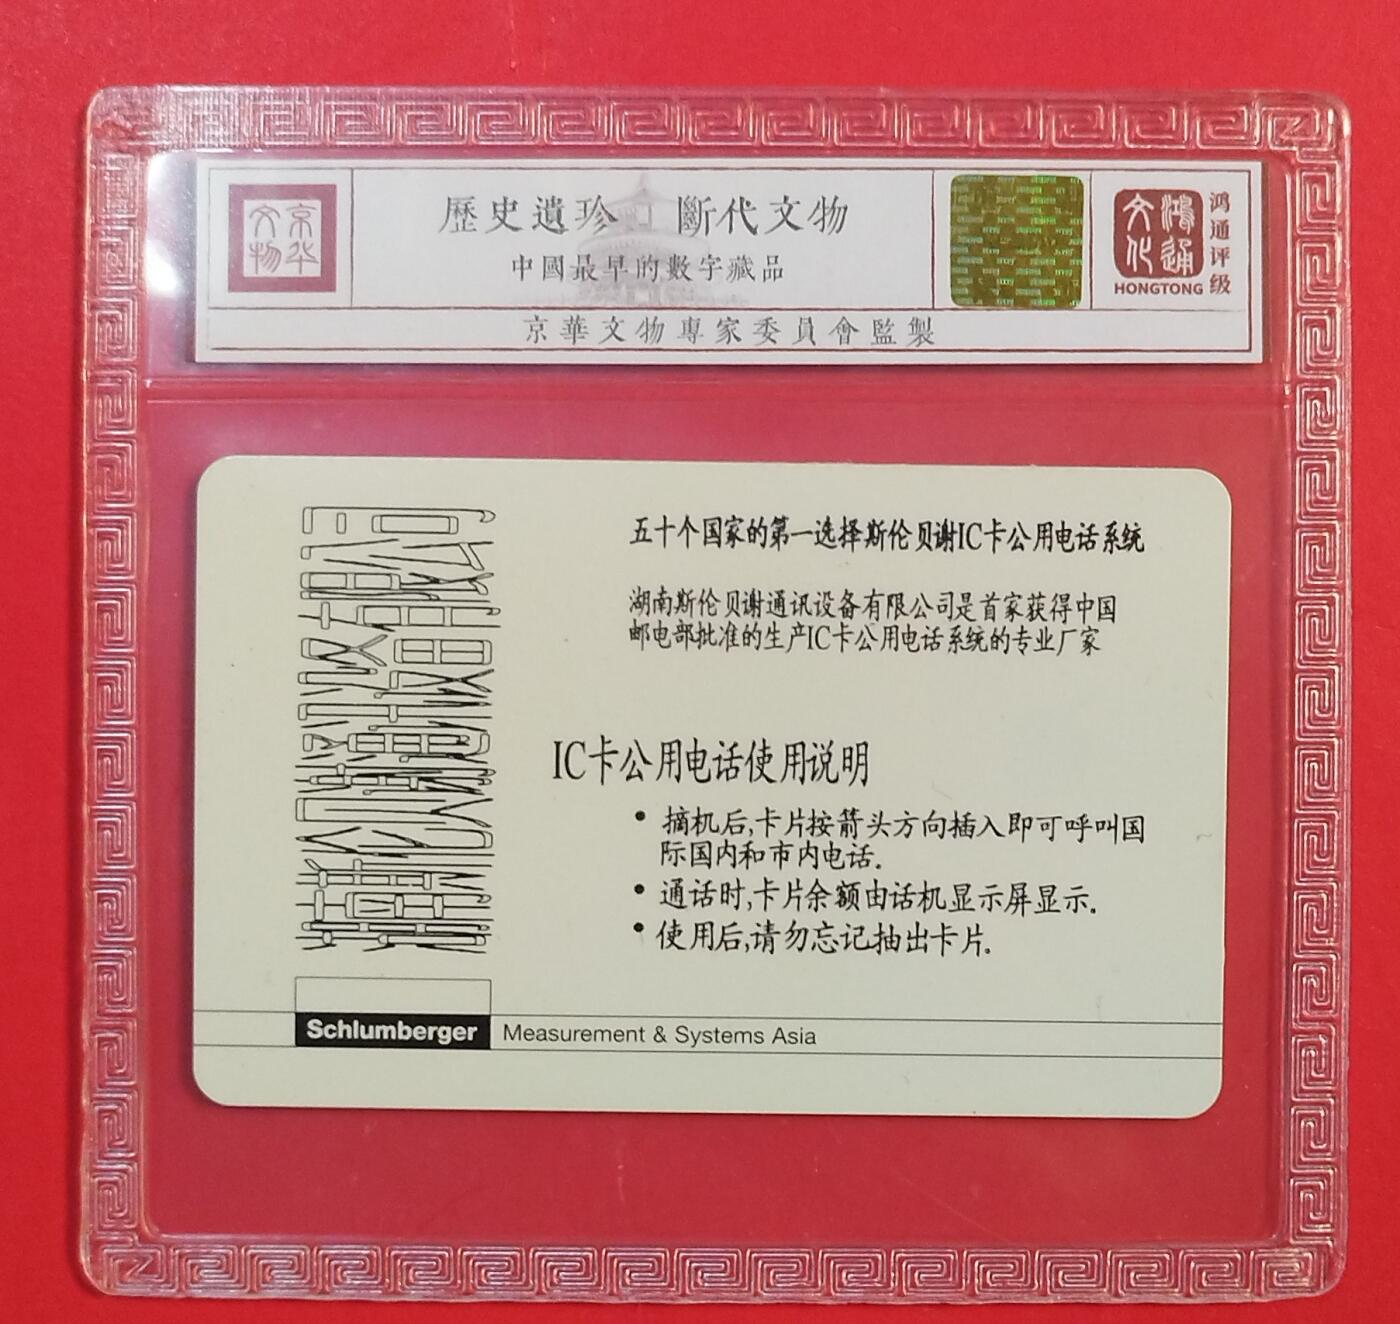 京华
文物
歷史遺珍 斷代文物
中國最早的數字藏品
京華文物專家委員會監製
鸿通
文化
HONGTONG
鸿通评级
五十个国家的第一选择斯伦贝谢IC卡公用电话系统
湖南斯伦贝谢通讯设备有限公司是首家获得中国
邮电部批准的生产IC卡公用电话系统的专业厂家
IC卡公用电话使用说明
• 摘机后,卡片按箭头方向插入即可呼叫国
际国内和市内电话.
• 通话时,卡片余额由话机显示屏显示.
• 使用后,请勿忘记抽出卡片.
Schlumberger Measurement & Systems Asia